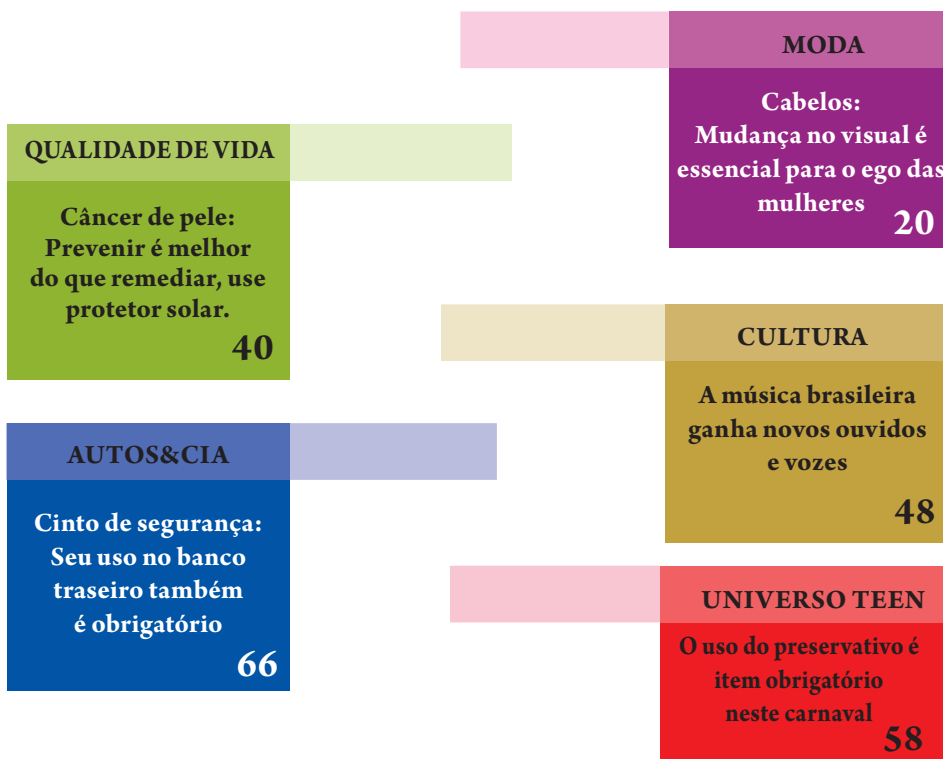 MODA
Cabelos:
Mudança no visual é
essencial para o ego das
mulheres
20
QUALIDADE DE VIDA
Câncer de pele:
Prevenir é melhor
do que remediar, use
protetor solar.
40
CULTURA
A música brasileira
ganha novos ouvidos
e vozes
48
AUTOS&CIA
Cinto de segurança:
Seu uso no banco
traseiro também
é obrigatório
66
UNIVERSO TEEN
O uso do preservativo é
item obrigatório
neste carnaval
58